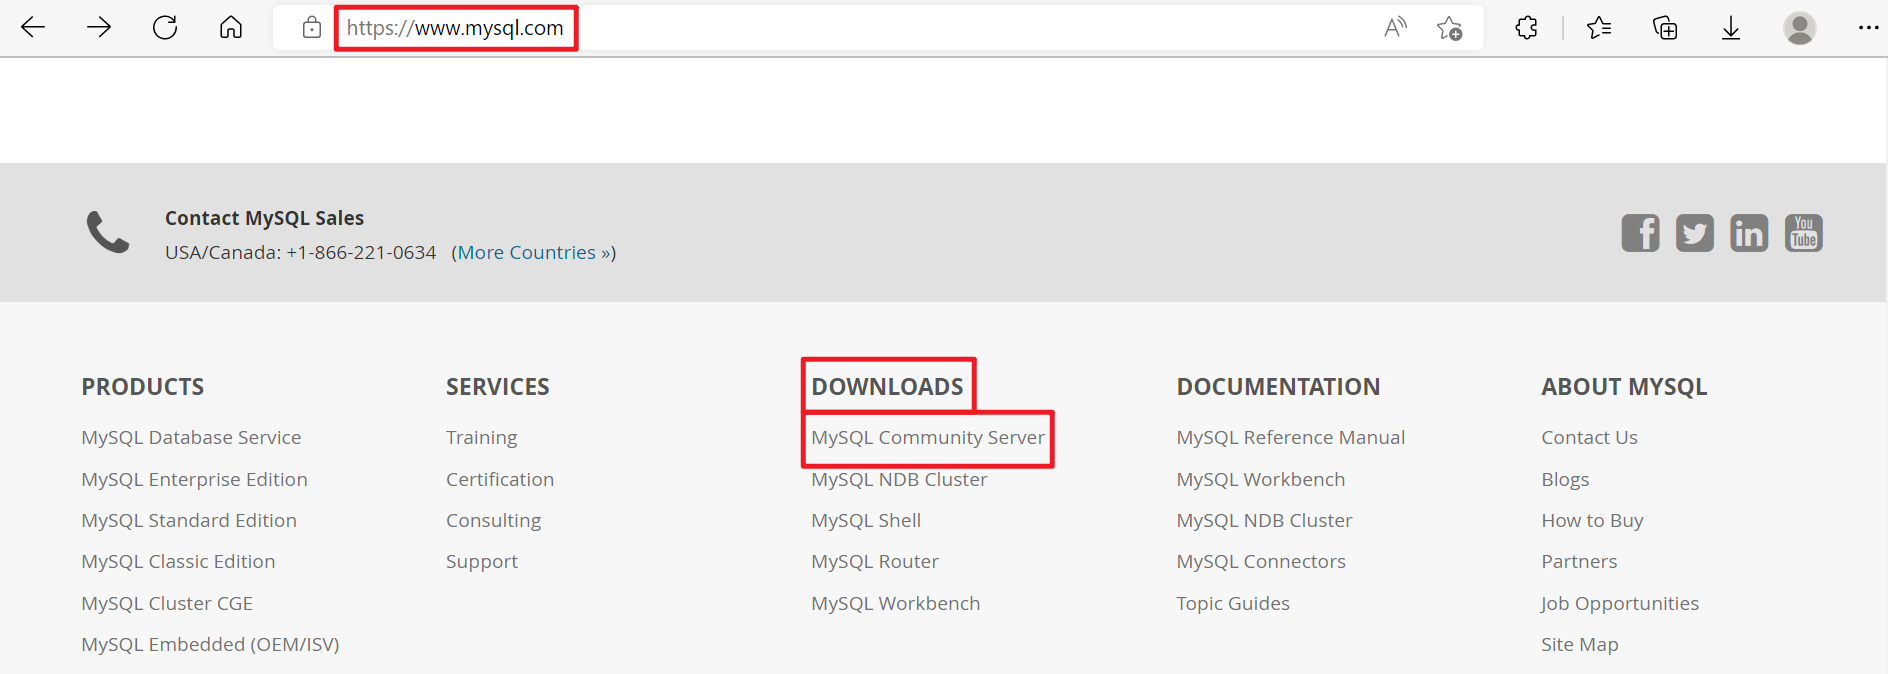 https://www.mysql.com
Contact MySQL Sales
USA/Canada: +1-866-221-0634 (More Countries »)
You
Tube
PRODUCTS
MySQL Database Service
MySQL Enterprise Edition
MySQL Standard Edition
MySQL Classic Edition
MySQL Cluster CGE
MySQL Embedded (OEM/ISV)
SERVICES
Training
Certification
Consulting
Support
DOWNLOADS
MySQL Community Server
MySQL NDB Cluster
MySQL Shell
MySQL Router
MySQL Workbench
DOCUMENTATION
MySQL Reference Manual
MySQL Workbench
MySQL NDB Cluster
MySQL Connectors
Topic Guides
ABOUT MYSQL
Contact Us
Blogs
How to Buy
Partners
Job Opportunities
Site Map